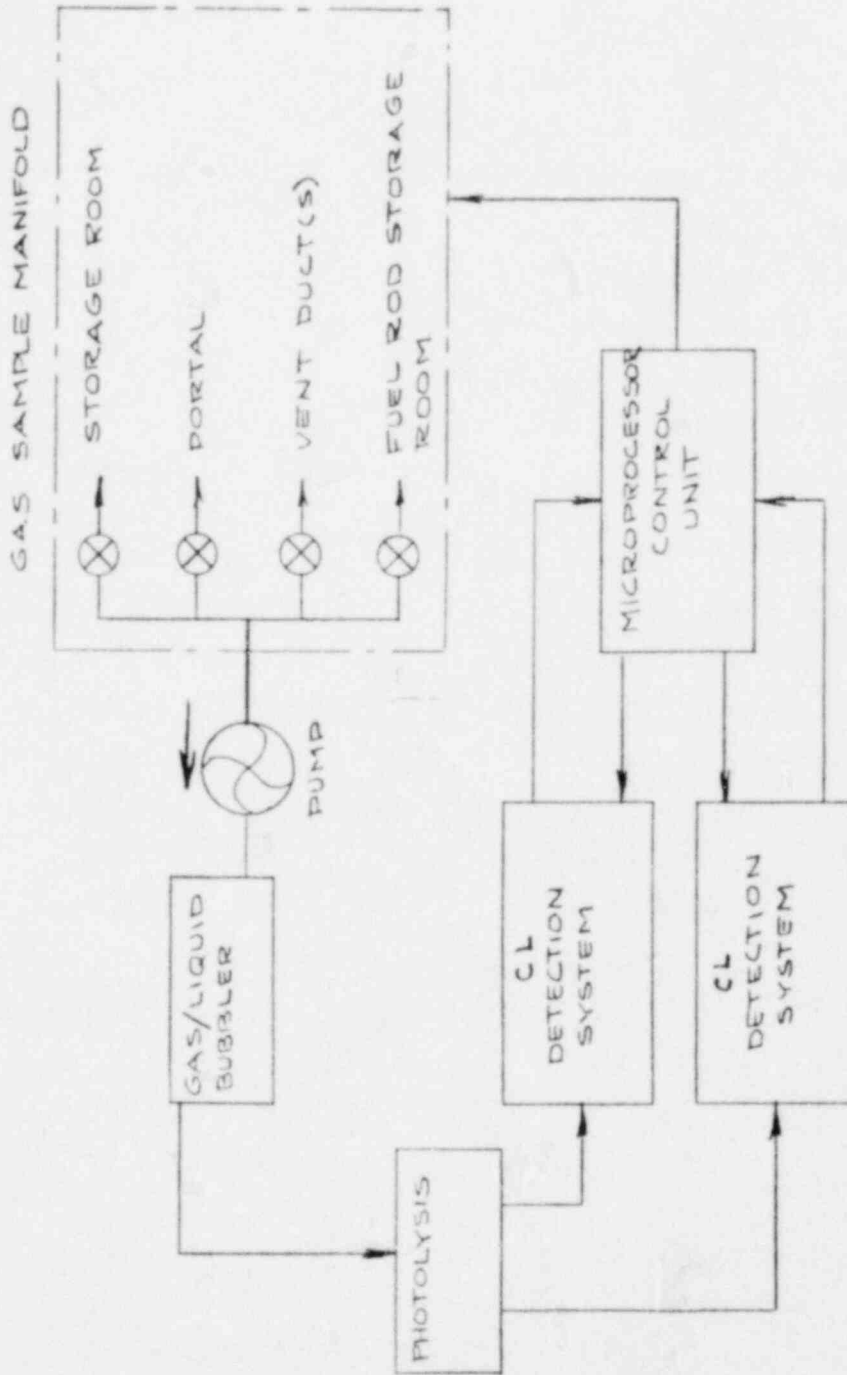 GAS SAMPLE MANIFOLD
STORAGE ROOM
PORTAL
VENT DUCT(S)
FUEL ROD STORAGE
ROOM
PUMP
GAS/LIQUID
BUBBLER
PHOTOLYSIS
CL
DETECTION
SYSTEM
CL
DETECTION
SYSTEM
MICROPROCESSOR
CONTROL
UNIT